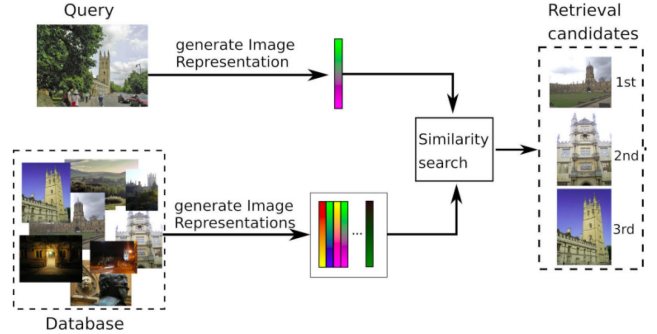 Query
generate Image
Representation
Retrieval
candidates
1st
Similarity
search
2nd
generate Image
Representations
...
3rd
Database